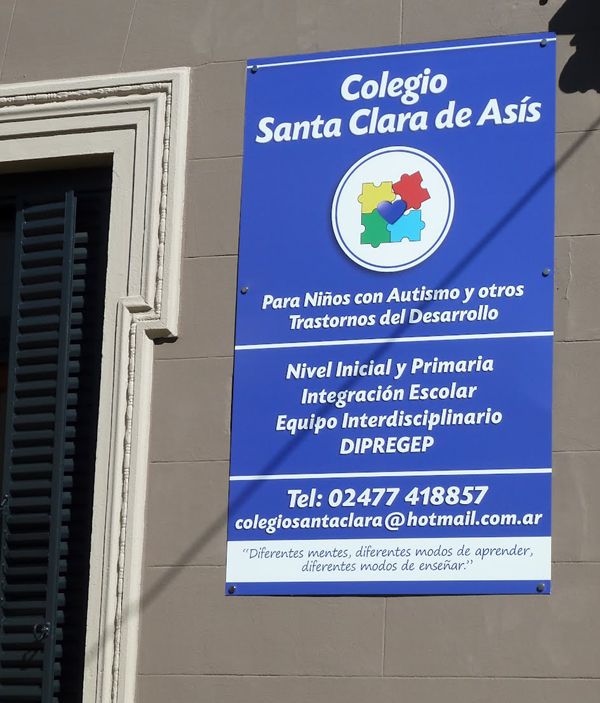 Colegio
Santa Clara de Asís
Para Niños con Autismo y otros
Trastornos del Desarrollo
Nivel Inicial y Primaria
Integración Escolar
Equipo Interdisciplinario
DIPREGEP
Tel: 02477 418857
colegiosantaclara@hotmail.com.ar
“Diferentes mentes, diferentes modos de aprender,
diferentes modos de enseñar.”